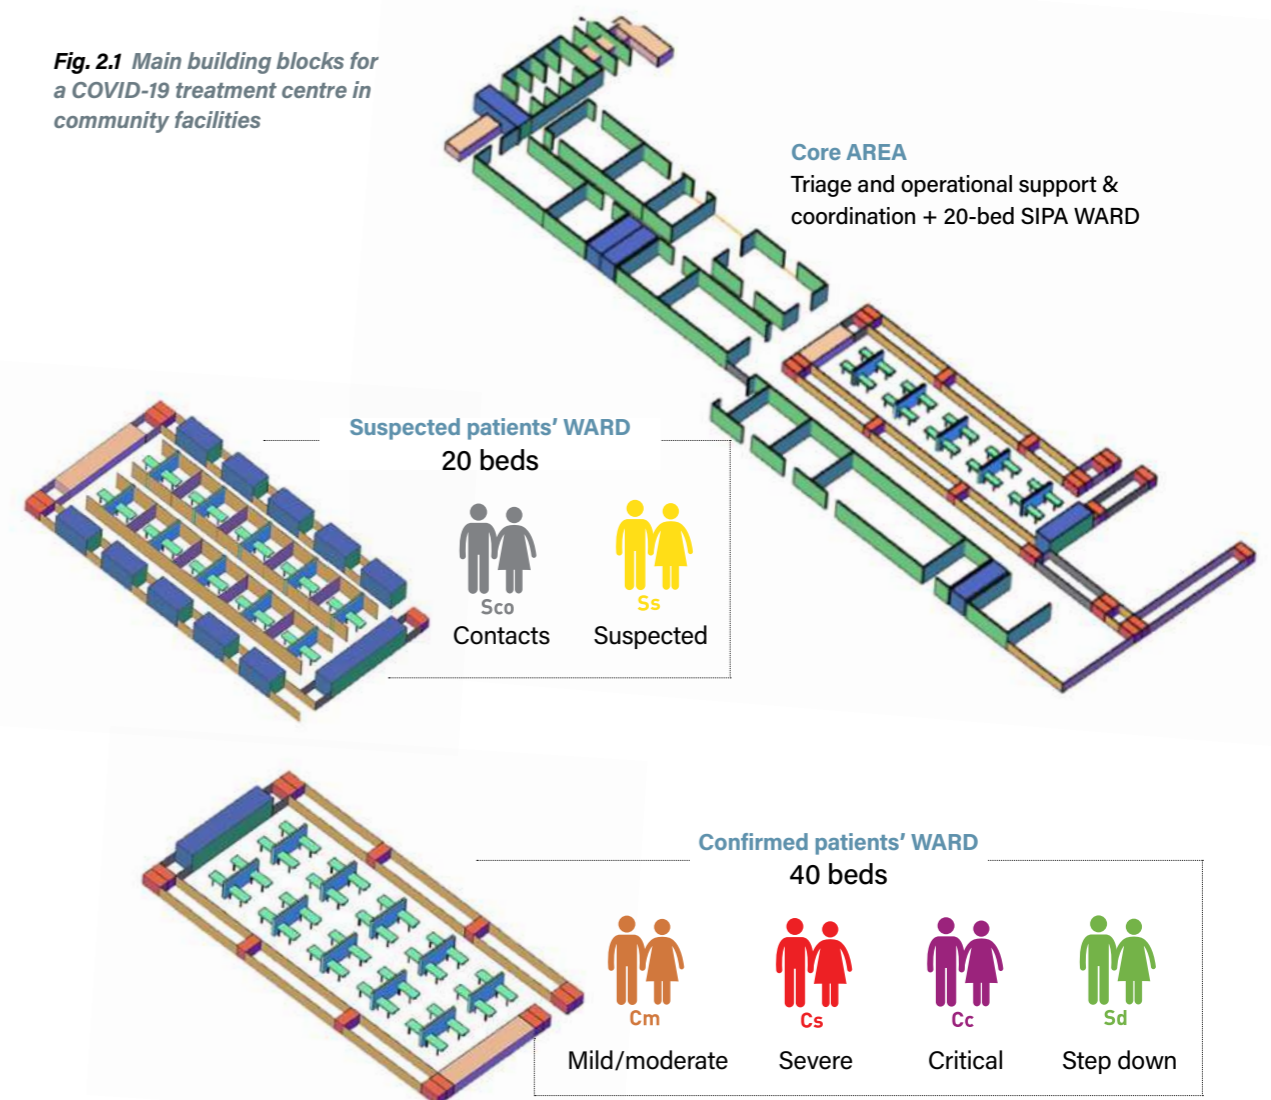 Fig. 2.1 Main building blocks for
a COVID-19 treatment centre in
community facilities
Core AREA
Triage and operational support &
coordination + 20-bed SIPA WARD
Suspected patients’ WARD
20 beds
Sco
Ss
Contacts
Suspected
Confirmed patients’ WARD
40 beds
Cm
Cs
Cc
Sd
Mild/moderate
Severe
Critical
Step down